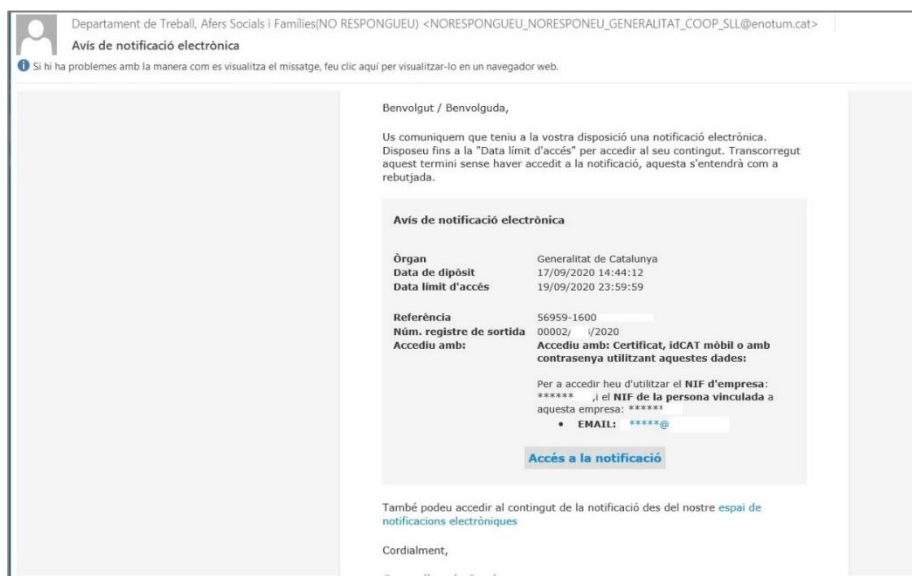 Departament de Treball, Afers Socials i Famílies(NO RESPONGUEU) <NORESPONGUEU_NORESPONEU_GENERALITAT_COOP_SLL@enotum.cat>
Avís de notificació electrònica
Si hi ha problemes amb la manera com es visualitza el missatge, feu clic aquí per visualitzar-lo en un navegador web.
Benvolgut / Benvolguda,
Us comuniquem que teniu a la vostra disposició una notificació electrònica.
Disposeu fins a la "Data límit d'accés" per accedir al seu contingut. Transcorregut
aquest termini sense haver accedit a la notificació, aquesta s'entendrà com a
rebutjada.
Avís de notificació electrònica
Òrgan Generalitat de Catalunya
Data de dipòsit 17/09/2020 14:44:12
Data límit d'accés 19/09/2020 23:59:59
Referència 56959-1600
Núm. registre de sortida 00002/ /2020
Accediu amb: Accediu amb: Certificat, idCAT mòbil o amb
contrasenya utilitzant aquestes dades:
Per a accedir heu d'utilitzar el NIF d'empresa:
****** ,i el NIF de la persona vinculada a
aquesta empresa: *****
• EMAIL: *****@
Accés a la notificació
També podeu accedir al contingut de la notificació des del nostre espai de
notificacions electròniques
Cordialment,